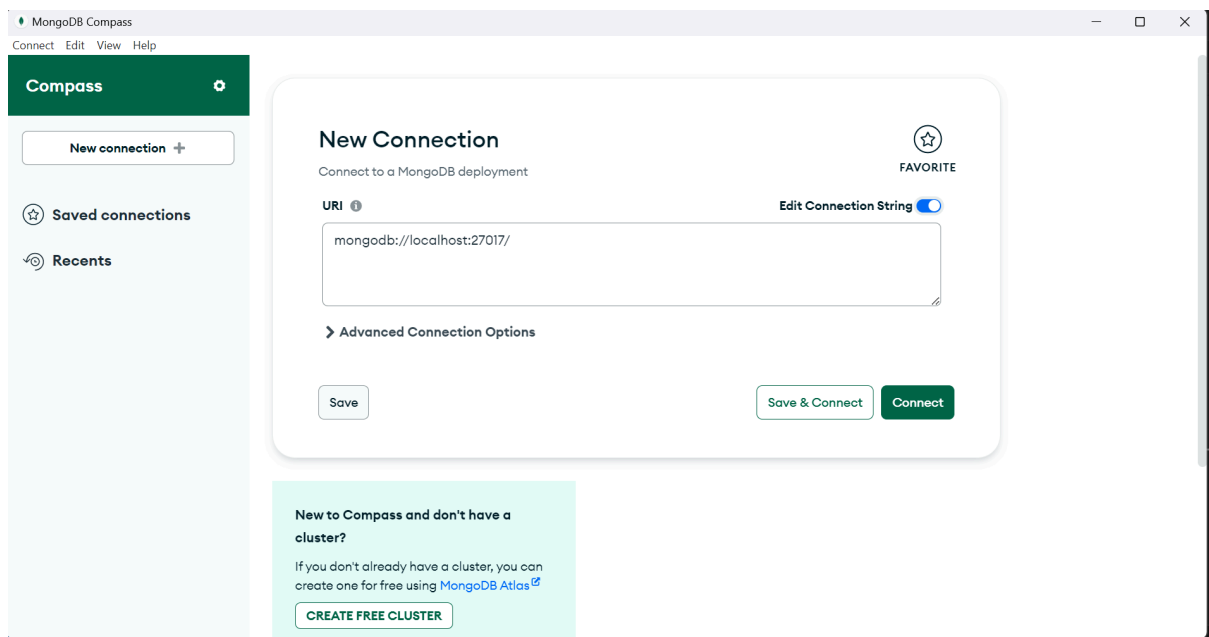 MongoDB Compass
Connect Edit View Help
Compass
New connection
Saved connections
Recents
New Connection
Connect to a MongoDB deployment
FAVORITE
URI
Edit Connection String
mongodb://localhost:27017/
Advanced Connection Options
Save
Save & Connect
Connect
New to Compass and don't have a
cluster?
If you don't already have a cluster, you can
create one for free using MongoDB Atlas
CREATE FREE CLUSTER